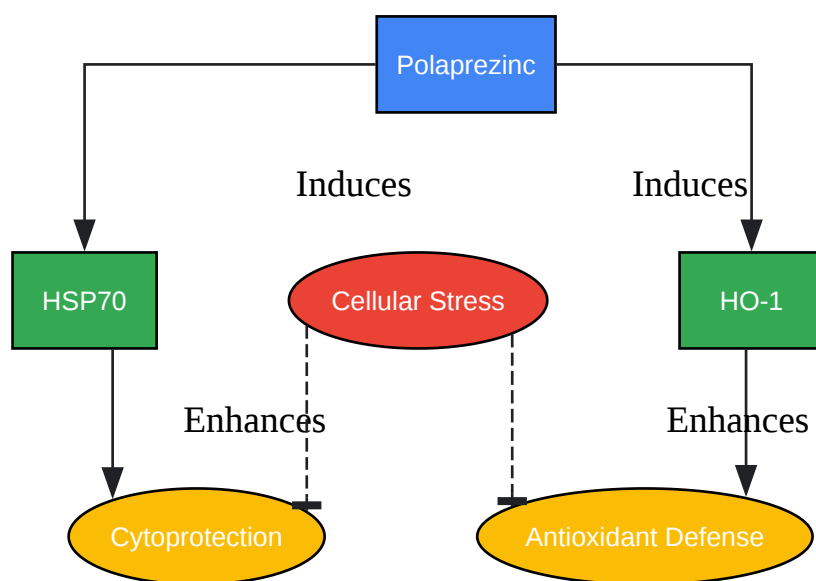 Polaprezinc
Induces
Induces
HSP70
Cellular Stress
HO-1
Enhances
Enhances
Cytoprotection
Antioxidant Defense